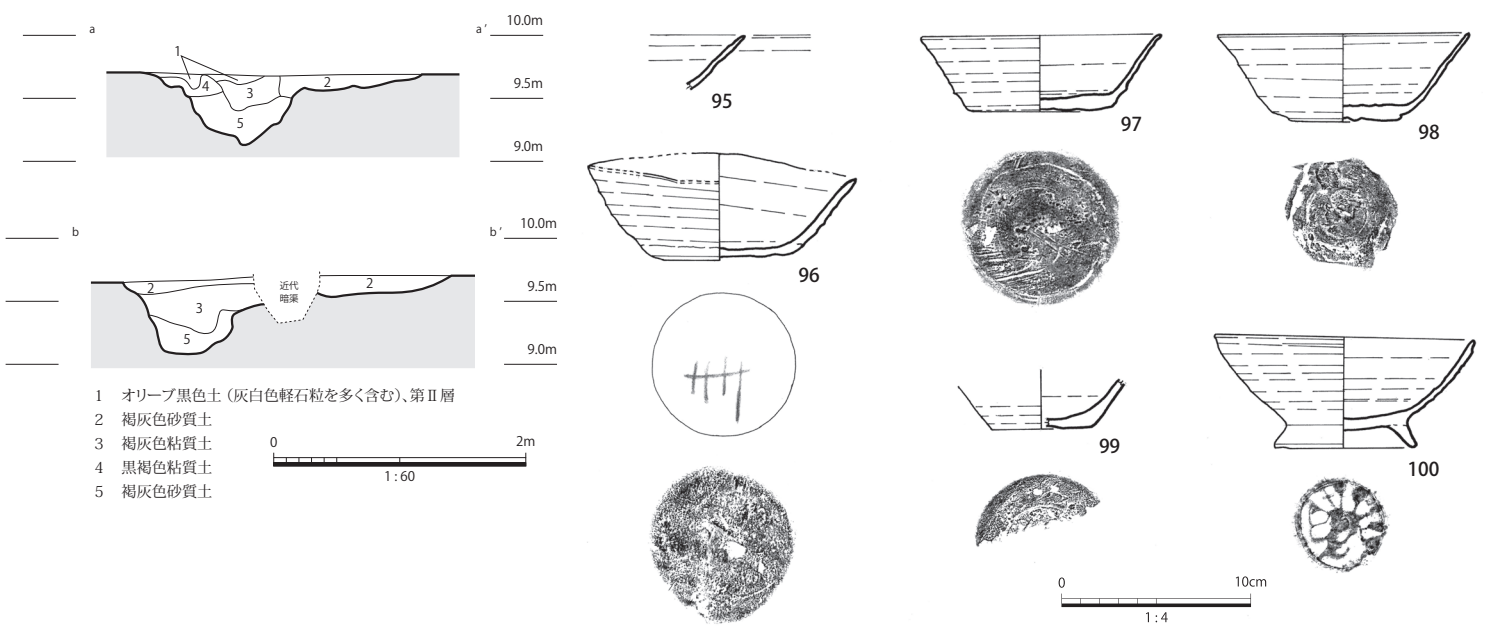 a
a′
10.0m
1
4
3
2
9.5m
5
9.0m
b
b′
10.0m
2
近代
暗渠
2
9.5m
3
5
9.0m
1 オリーブ黒色土（灰白色軽石粒を多く含む）、第Ⅱ層
2 褐灰色砂質土
3 褐灰色粘質土
4 黒褐色粘質土
5 褐灰色砂質土
0 2m
1:60
95
96
97
98
99
100
0 10cm
1:4